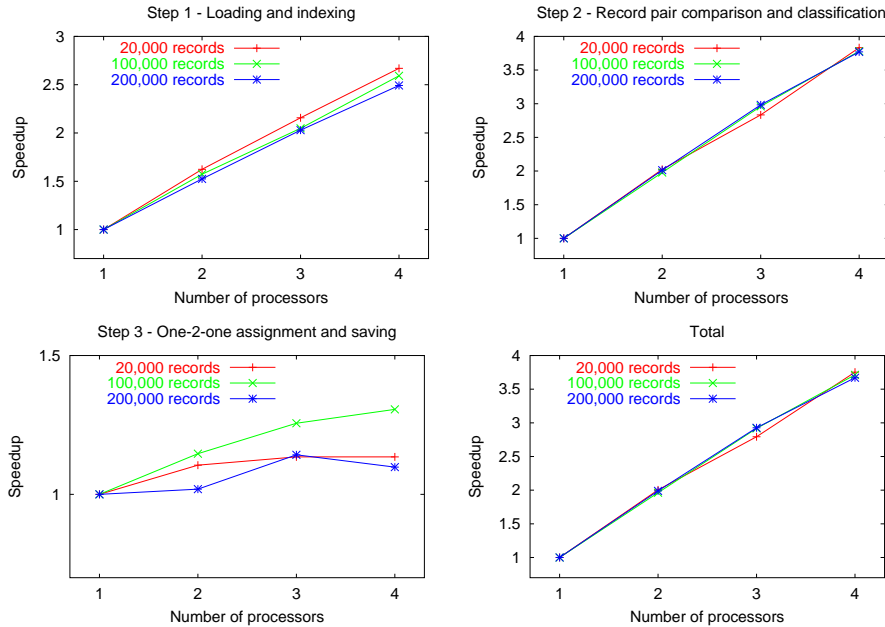 Step 1 - Loading and indexing
3
2.5
2
1.5
1
Speedup
20,000 records
100,000 records
200,000 records
1 2 3 4
Number of processors
Step 2 - Record pair comparison and classification
4
3.5
3
2.5
2
1.5
1
Speedup
20,000 records
100,000 records
200,000 records
1 2 3 4
Number of processors
Step 3 - One-2-one assignment and saving
1.5
1
Speedup
20,000 records
100,000 records
200,000 records
1 2 3 4
Number of processors
Total
4
3.5
3
2.5
2
1.5
1
Speedup
20,000 records
100,000 records
200,000 records
1 2 3 4
Number of processors